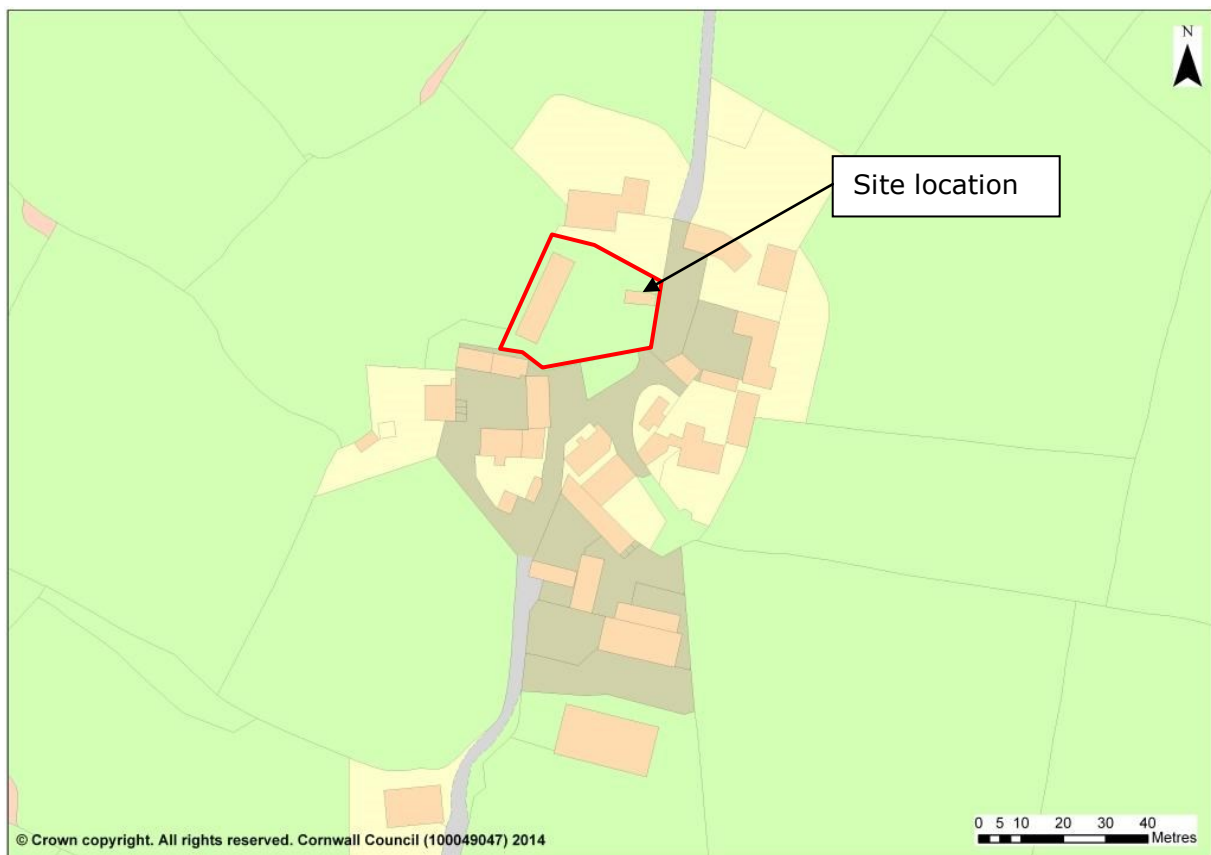 N
Site location
© Crown copyright. All rights reserved. Cornwall Council (100049047) 2014
0 5 10 20 30 40
Metres